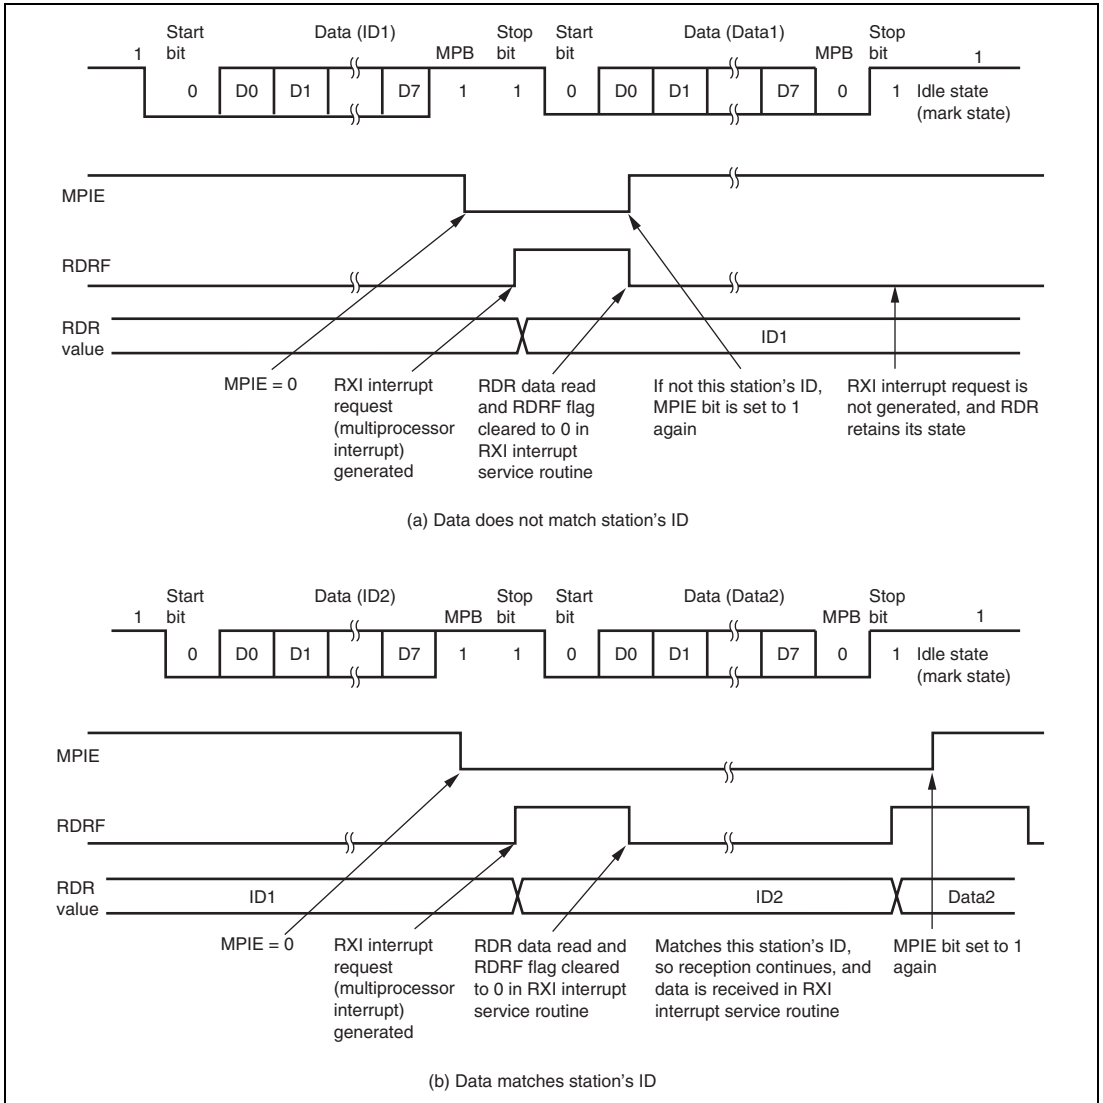 Start Data (ID1) Stop Start Data (Data1) Stop
1 bit MPB bit bit MPB bit 1
0 D0 D1 D7 1 1 0 D0 D1 D7 0 1 Idle state
(mark state)
MPIE
RDRF
RDR
value
ID1
MPIE = 0
RXI interrupt
request
(multiprocessor
interrupt)
generated
RDR data read
and RDRF flag
cleared to 0 in
RXI interrupt
service routine
If not this station's ID,
MPIE bit is set to 1
again
RXI interrupt request is
not generated, and RDR
retains its state
(a) Data does not match station's ID
Start Data (ID2) Stop Start Data (Data2) Stop
1 bit MPB bit bit MPB bit 1
0 D0 D1 D7 1 1 0 D0 D1 D7 0 1 Idle state
(mark state)
MPIE
RDRF
RDR
value
ID1 ID2 Data2
MPIE = 0
RXI interrupt
request
(multiprocessor
interrupt)
generated
RDR data read and
RDRF flag cleared
to 0 in RXI interrupt
service routine
Matches this station's ID,
so reception continues, and
data is received in RXI
interrupt service routine
MPIE bit set to 1
again
(b) Data matches station's ID